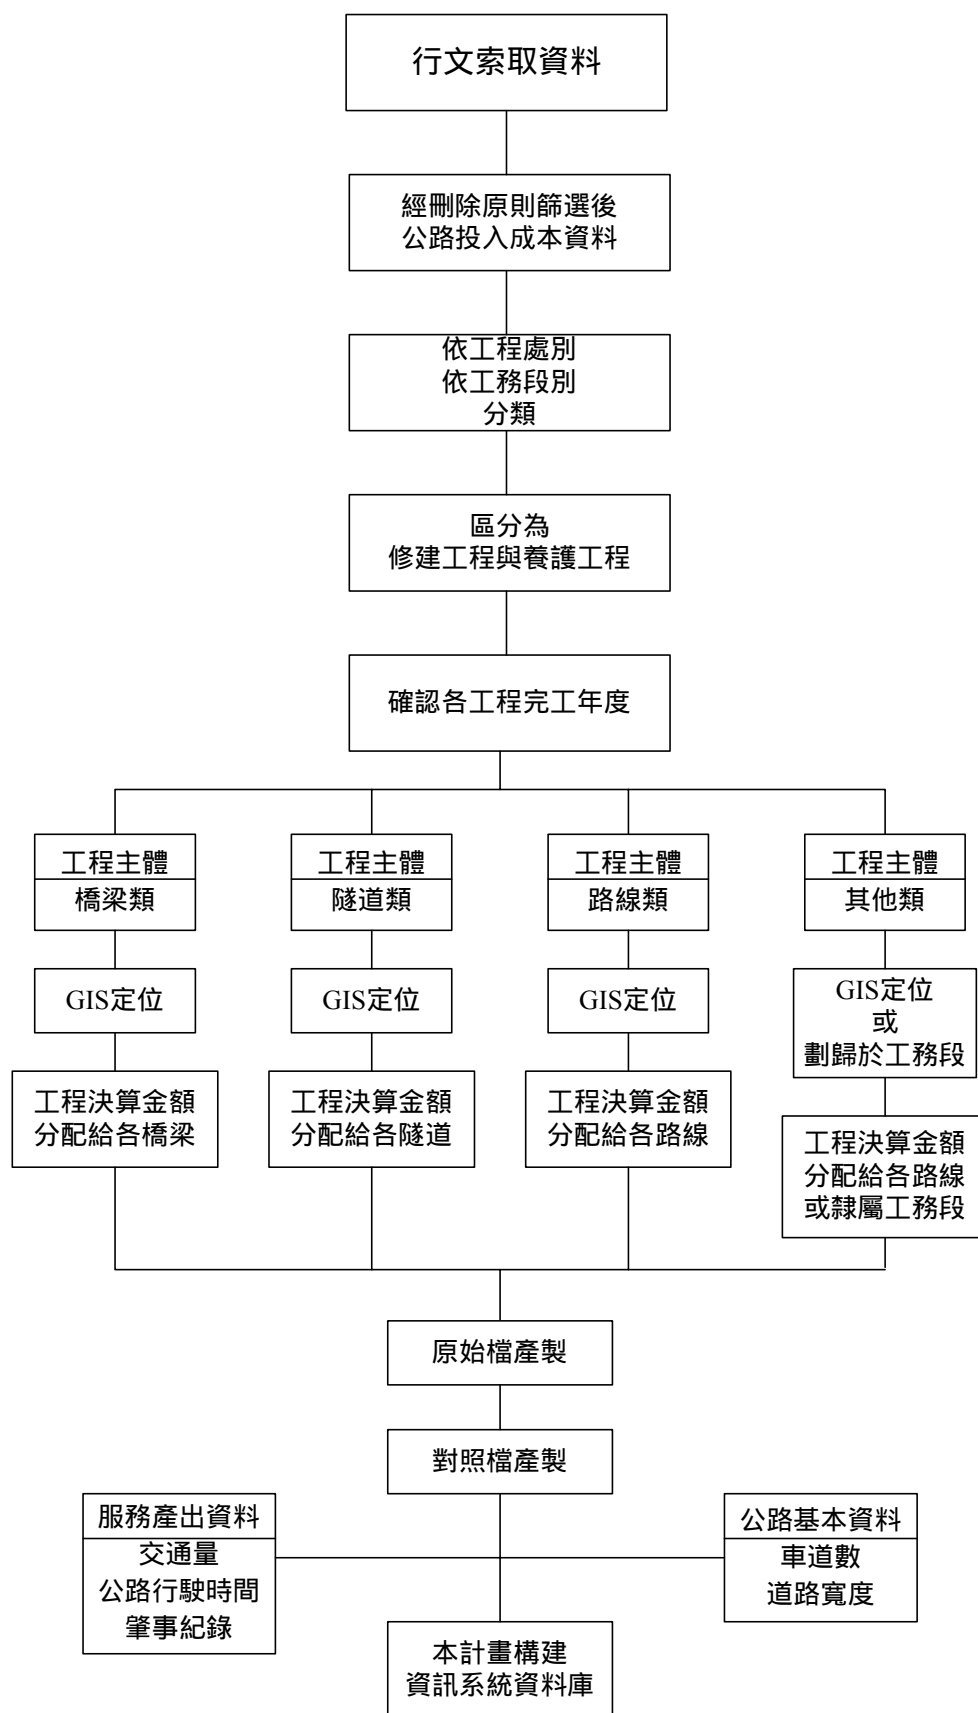 行文索取資料
經刪除原則篩選後
公路投入成本資料
依工程處別
依工務段別
分類
區分為
修建工程與養護工程
確認各工程完工年度
工程主體
橋梁類
GIS定位
工程決算金額
分配給各橋梁
工程主體
隧道類
GIS定位
工程決算金額
分配給各隧道
工程主體
路線類
GIS定位
工程決算金額
分配給各路線
工程主體
其他類
GIS定位
或
劃歸於工務段
工程決算金額
分配給各路線
或隸屬工務段
原始檔產製
對照檔產製
服務產出資料
交通量
公路行駛時間
肇事紀錄
公路基本資料
車道數
道路寬度
本計畫構建
資訊系統資料庫